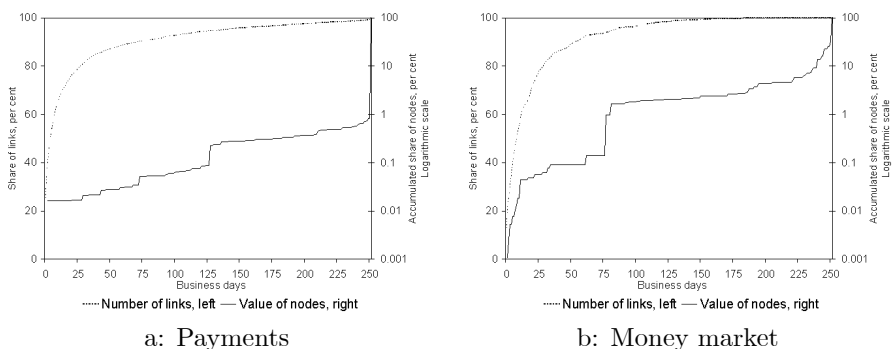 100
80
60
40
20
0
Share of links, per cent
100
10
1
0.1
0.01
0.001
Accumulated share of nodes, per cent
Logarithmic scale
0 25 50 75 100 125 150 175 200 225 250
Business days
Number of links, left Value of nodes, right
a: Payments
100
80
60
40
20
0
Share of links, per cent
100
10
1
0.1
0.01
0.001
Accumulated share of nodes, per cent
Logarithmic scale
0 25 50 75 100 125 150 175 200 225 250
Business days
Number of links, left Value of nodes, right
b: Money market